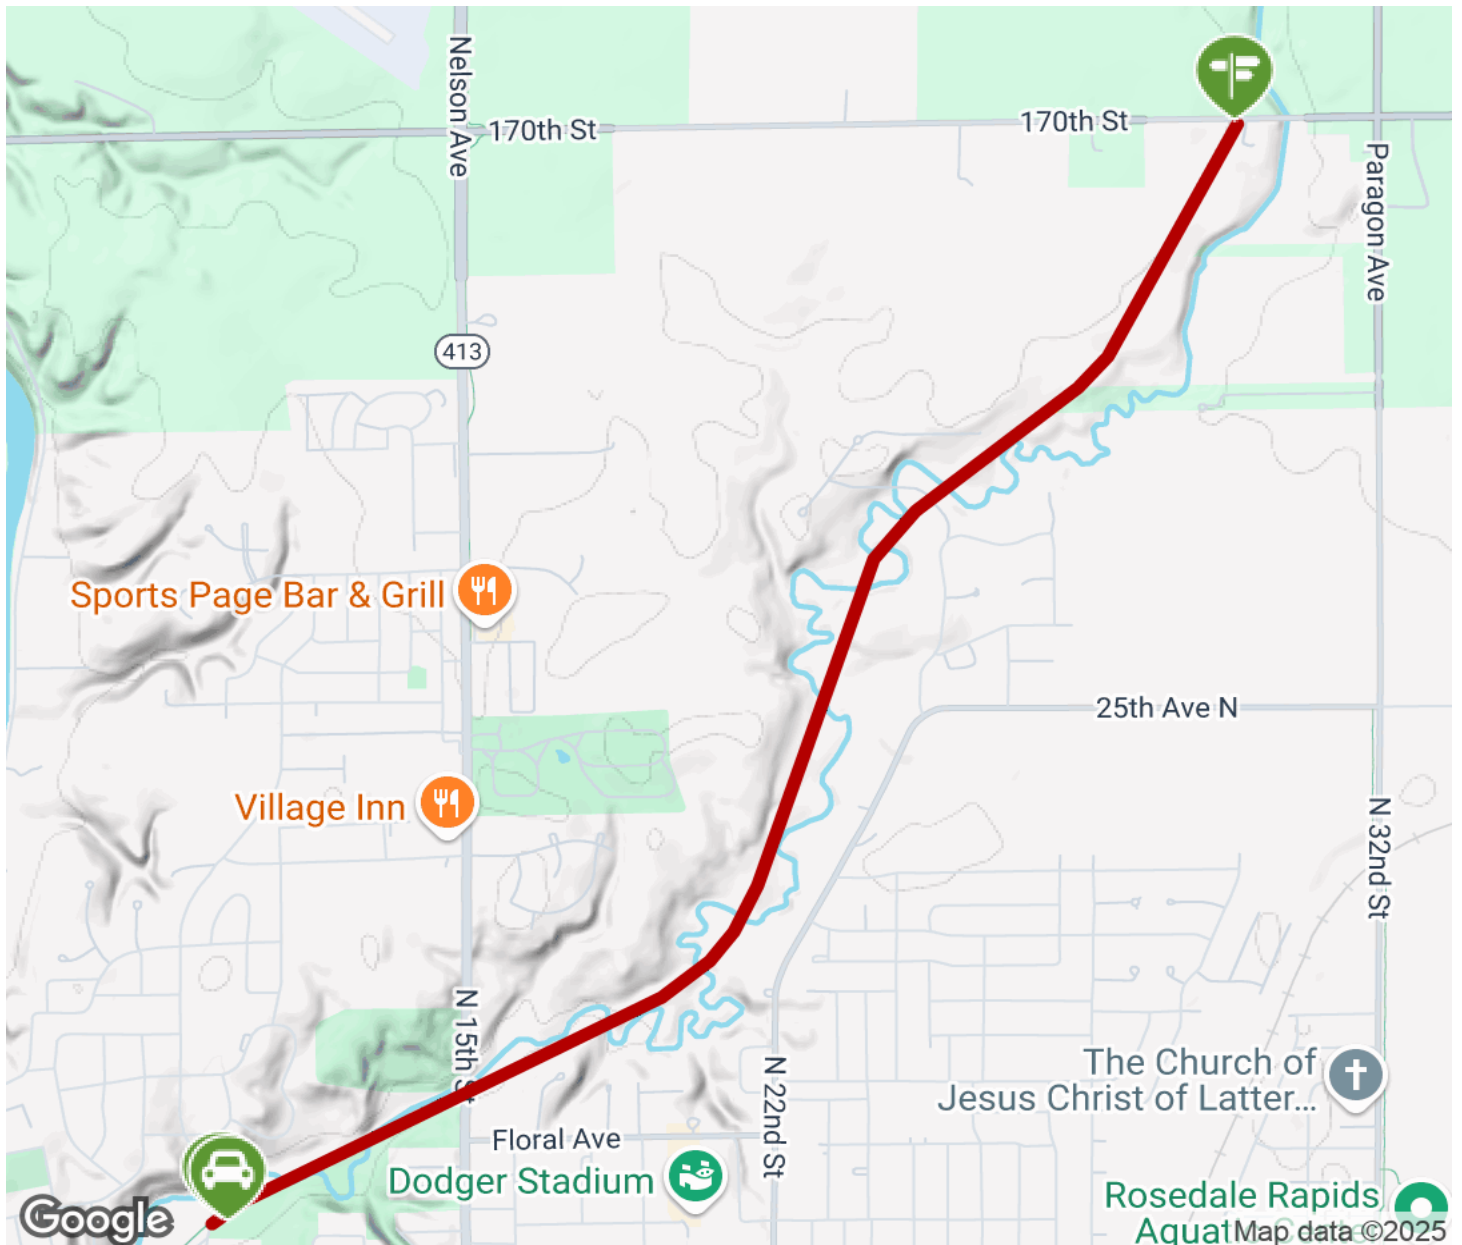 Nelson Ave
170th St
170th St
Paragon Ave
413
Sports Page Bar & Grill
25th Ave N
Village Inn
N 32nd St
N 15th St
N 22nd St
The Church of
Jesus Christ of Latter...
Floral Ave
Dodger Stadium
Rosedale Rapids
Aquatic Center
Google
Map data ©2025